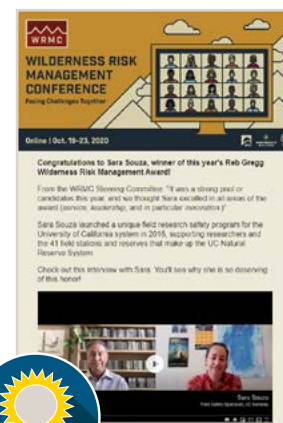 WRMC
WILDERNESS RISK
MANAGEMENT
CONFERENCE
Facing Challenges Together
Online | Oct. 19-23, 2020
Congratulations to Sara Souza, winner of this year's Reb Gregg
Wilderness Risk Management Award!
From the WRMC Steering Committee: "It was a strong pool of
candidates this year, and we thought Sara excelled in all areas of the
award (service, leadership, and in particular innovation.)"
Sara Souza launched a unique field research safety program for the
University of California system in 2016, supporting researchers and
the 41 field stations and reserves that make up the UC Natural
Reserve System.
Check out this interview with Sara. You'll see why she is so deserving
of this honor!
Sara Souza
Field Safety Specialist, UC Berkeley